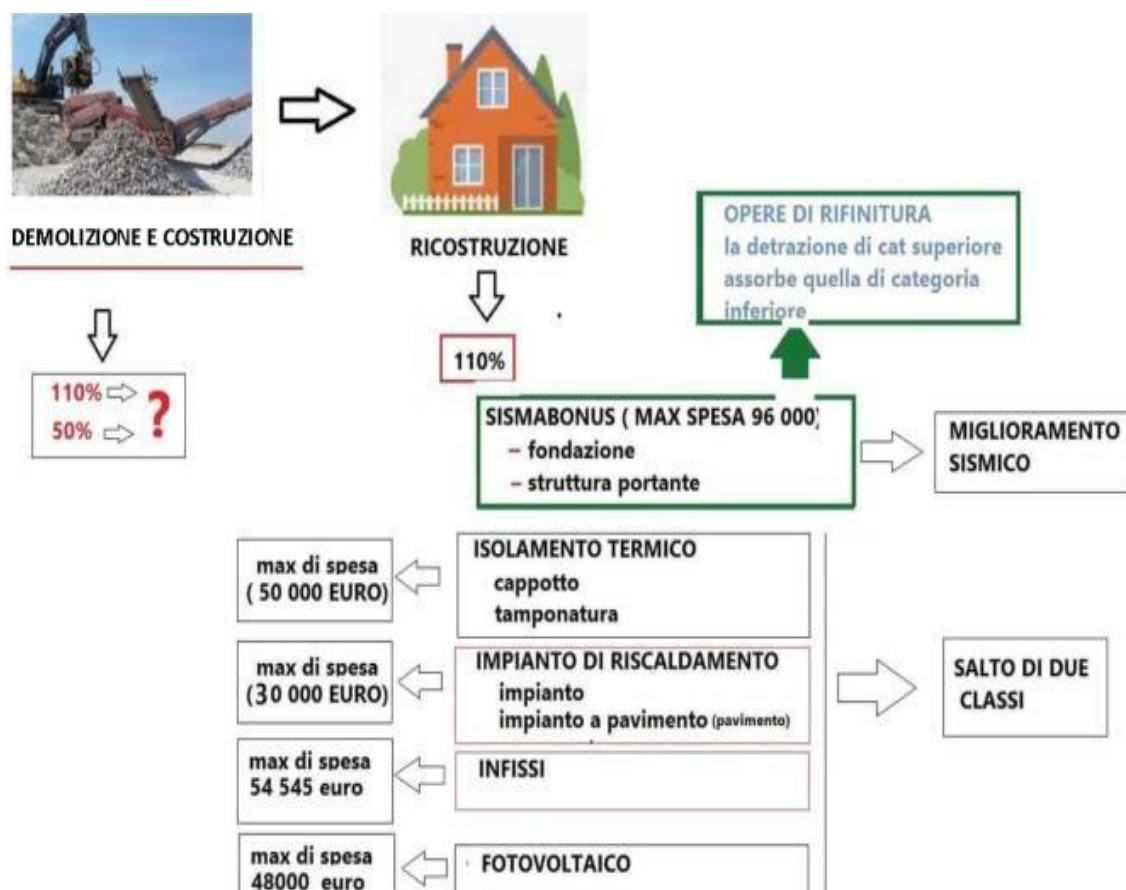 DEMOLIZIONE E COSTRUZIONE
RICOSTRUZIONE
OPERE DI RIFINITURA
la detrazione di cat superiore
assorbe quella di categoria
inferiore
110%
50%
?
110%
SISMABONUS ( MAX SPESA 96 000)
– fondazione
– struttura portante
MIGLIORAMENTO
SISMICO
max di spesa
( 50 000 EURO)
ISOLAMENTO TERMICO
cappotto
tamponatura
max di spesa
(30 000 EURO)
IMPIANTO DI RISCALDAMENTO
impianto
impianto a pavimento (pavimento)
SALTO DI DUE
CLASSI
max di spesa
54 545 euro
INFISSI
max di spesa
48000 euro
FOTOVOLTAICO